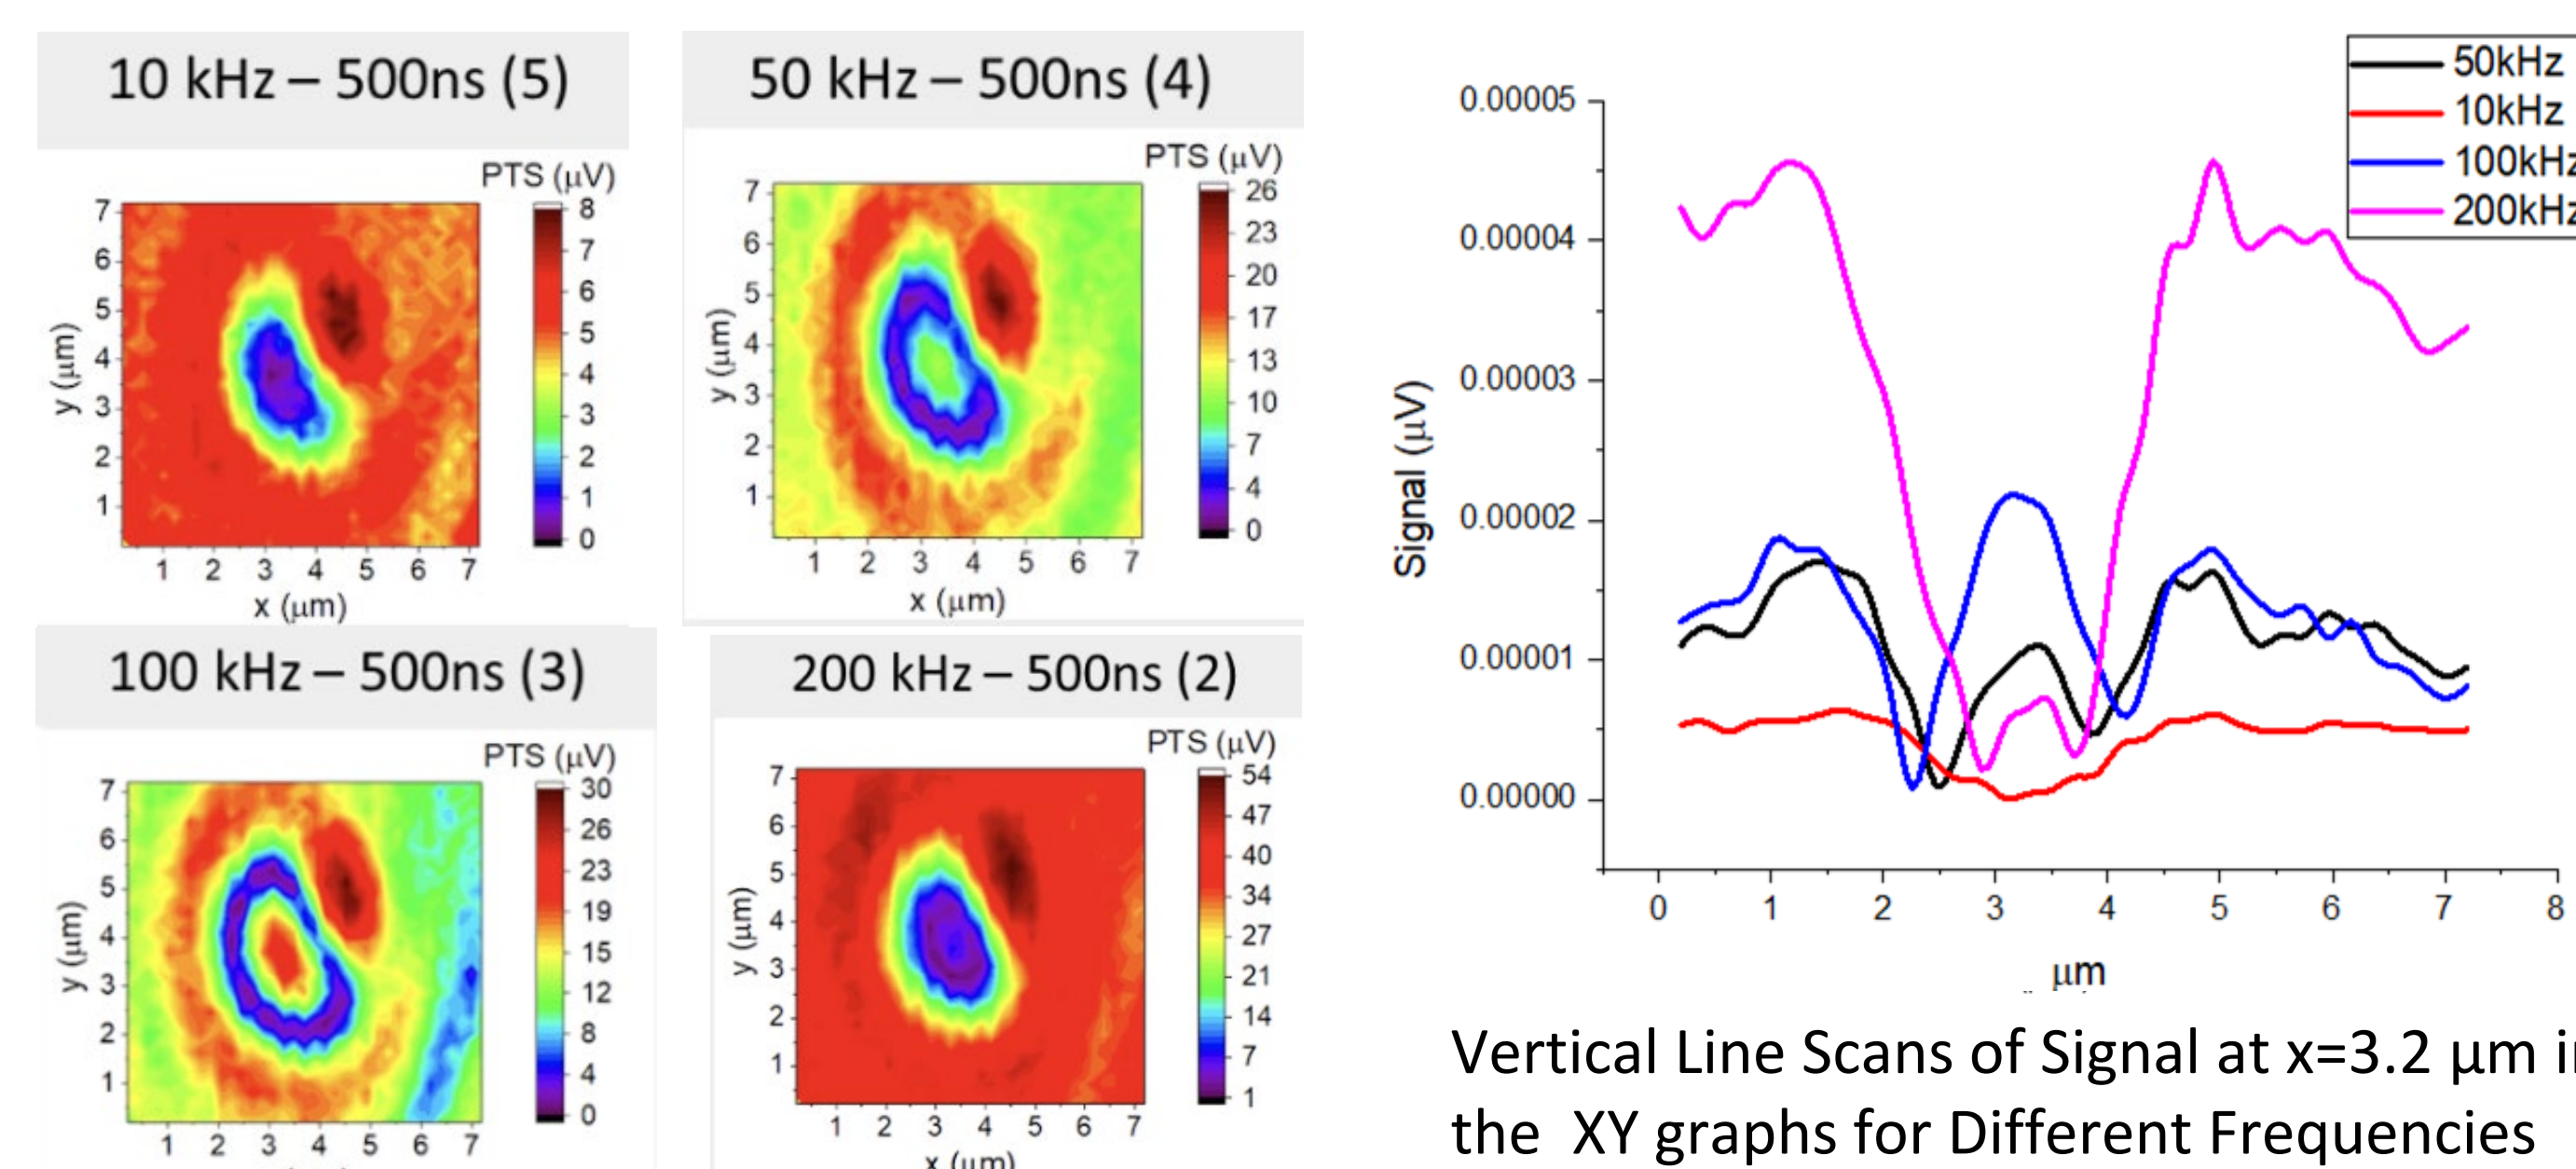 10 kHz – 500ns (5)
PTS (μV)
8
7
6
5
4
3
2
1
0
7
6
5
4
3
2
1
y (μm)
1 2 3 4 5 6 7
x (μm)
50 kHz – 500ns (4)
PTS (μV)
26
23
20
17
13
10
7
4
0
7
6
5
4
3
2
1
y (μm)
1 2 3 4 5 6 7
x (μm)
100 kHz – 500ns (3)
PTS (μV)
30
26
23
19
15
12
8
4
0
7
6
5
4
3
2
1
y (μm)
1 2 3 4 5 6 7
200 kHz – 500ns (2)
PTS (μV)
54
47
40
34
27
21
14
7
1
7
6
5
4
3
2
1
y (μm)
1 2 3 4 5 6 7
x (μm)
50kHz
10kHz
100kHz
200kHz
0.00005
0.00004
0.00003
0.00002
0.00001
0.00000
Signal (μV)
0 1 2 3 4 5 6 7 8
μm
Vertical Line Scans of Signal at x=3.2 μm in
the XY graphs for Different Frequencies